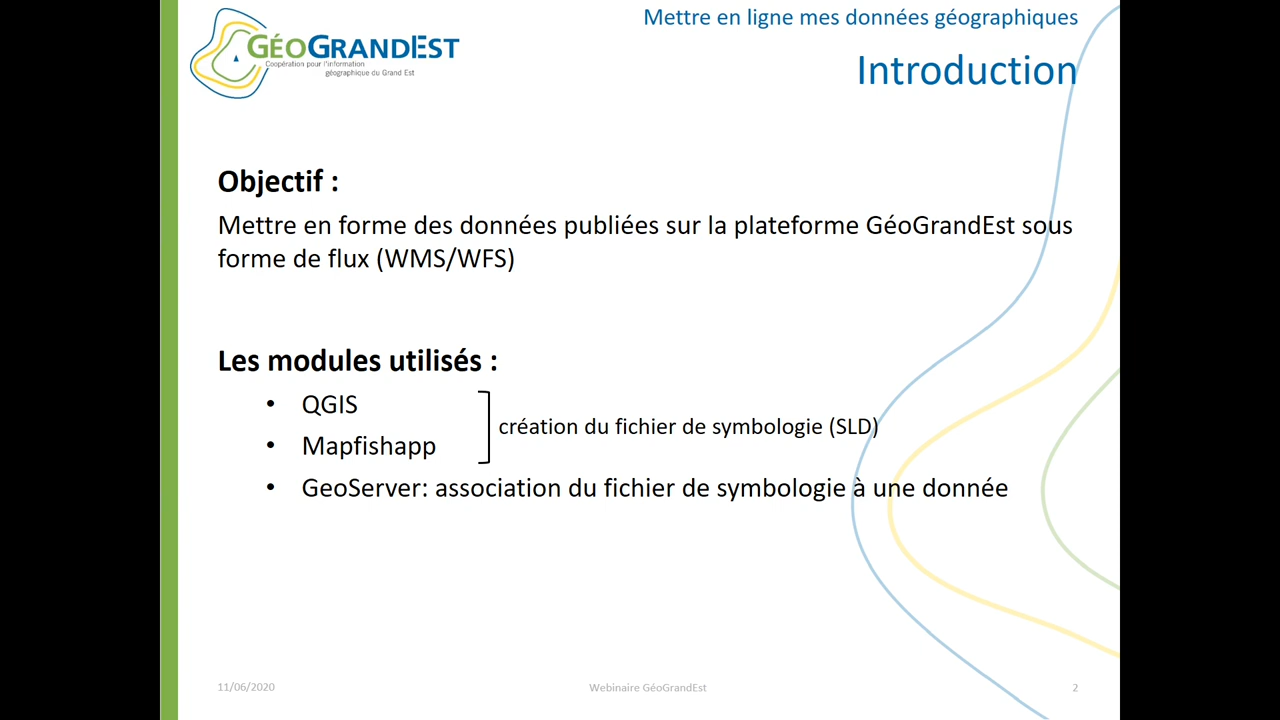 GÉOGRANDEST
Coopération pour l'information
géographique du Grand Est
Mettre en ligne mes données géographiques
Introduction
Objectif :
Mettre en forme des données publiées sur la plateforme GéoGrandEst sous
forme de flux (WMS/WFS)
Les modules utilisés :
• QGIS
• Mapfishapp
création du fichier de symbologie (SLD)
• GeoServer: association du fichier de symbologie à une donnée
11/06/2020
Webinaire GéoGrandEst
2